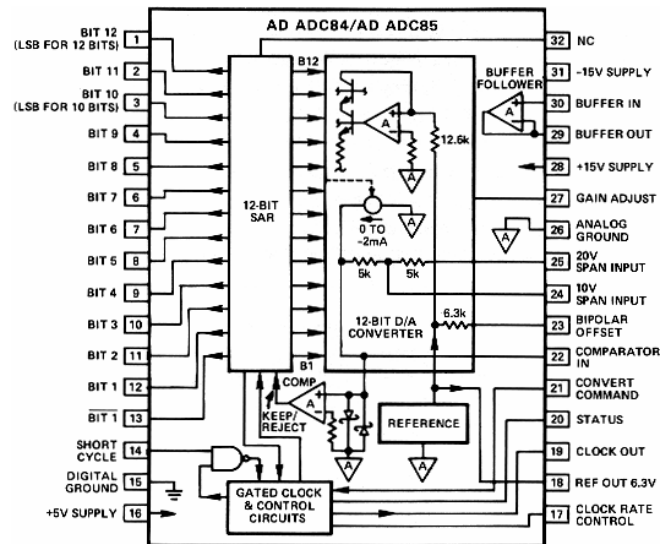 AD ADC84/AD ADC85
BIT 12
(LSB FOR 12 BITS)
1
BIT 11
2
BIT 10
(LSB FOR 10 BITS)
3
BIT 9
4
BIT 8
5
BIT 7
6
BIT 6
7
BIT 5
8
BIT 4
9
BIT 3
10
BIT 2
11
BIT 1
12
BIT 1
13
SHORT
CYCLE
14
DIGITAL
GROUND
15
+5V SUPPLY
16
12-BIT
SAR
B12
B1
A
A
12.6k
0 TO
-2mA
A
5k
5k
6.3k
12-BIT D/A
CONVERTER
COMP
KEEP/
REJECT
A
A
REFERENCE
A
GATED CLOCK
& CONTROL
CIRCUITS
BUFFER
FOLLOWER
A
A
32
NC
31
-15V SUPPLY
30
BUFFER IN
29
BUFFER OUT
28
+15V SUPPLY
27
GAIN ADJUST
26
ANALOG
GROUND
25
20V
SPAN INPUT
24
10V
SPAN INPUT
23
BIPOLAR
OFFSET
22
COMPARATOR
IN
21
CONVERT
COMMAND
20
STATUS
19
CLOCK OUT
18
REF OUT 6.3V
17
CLOCK RATE
CONTROL